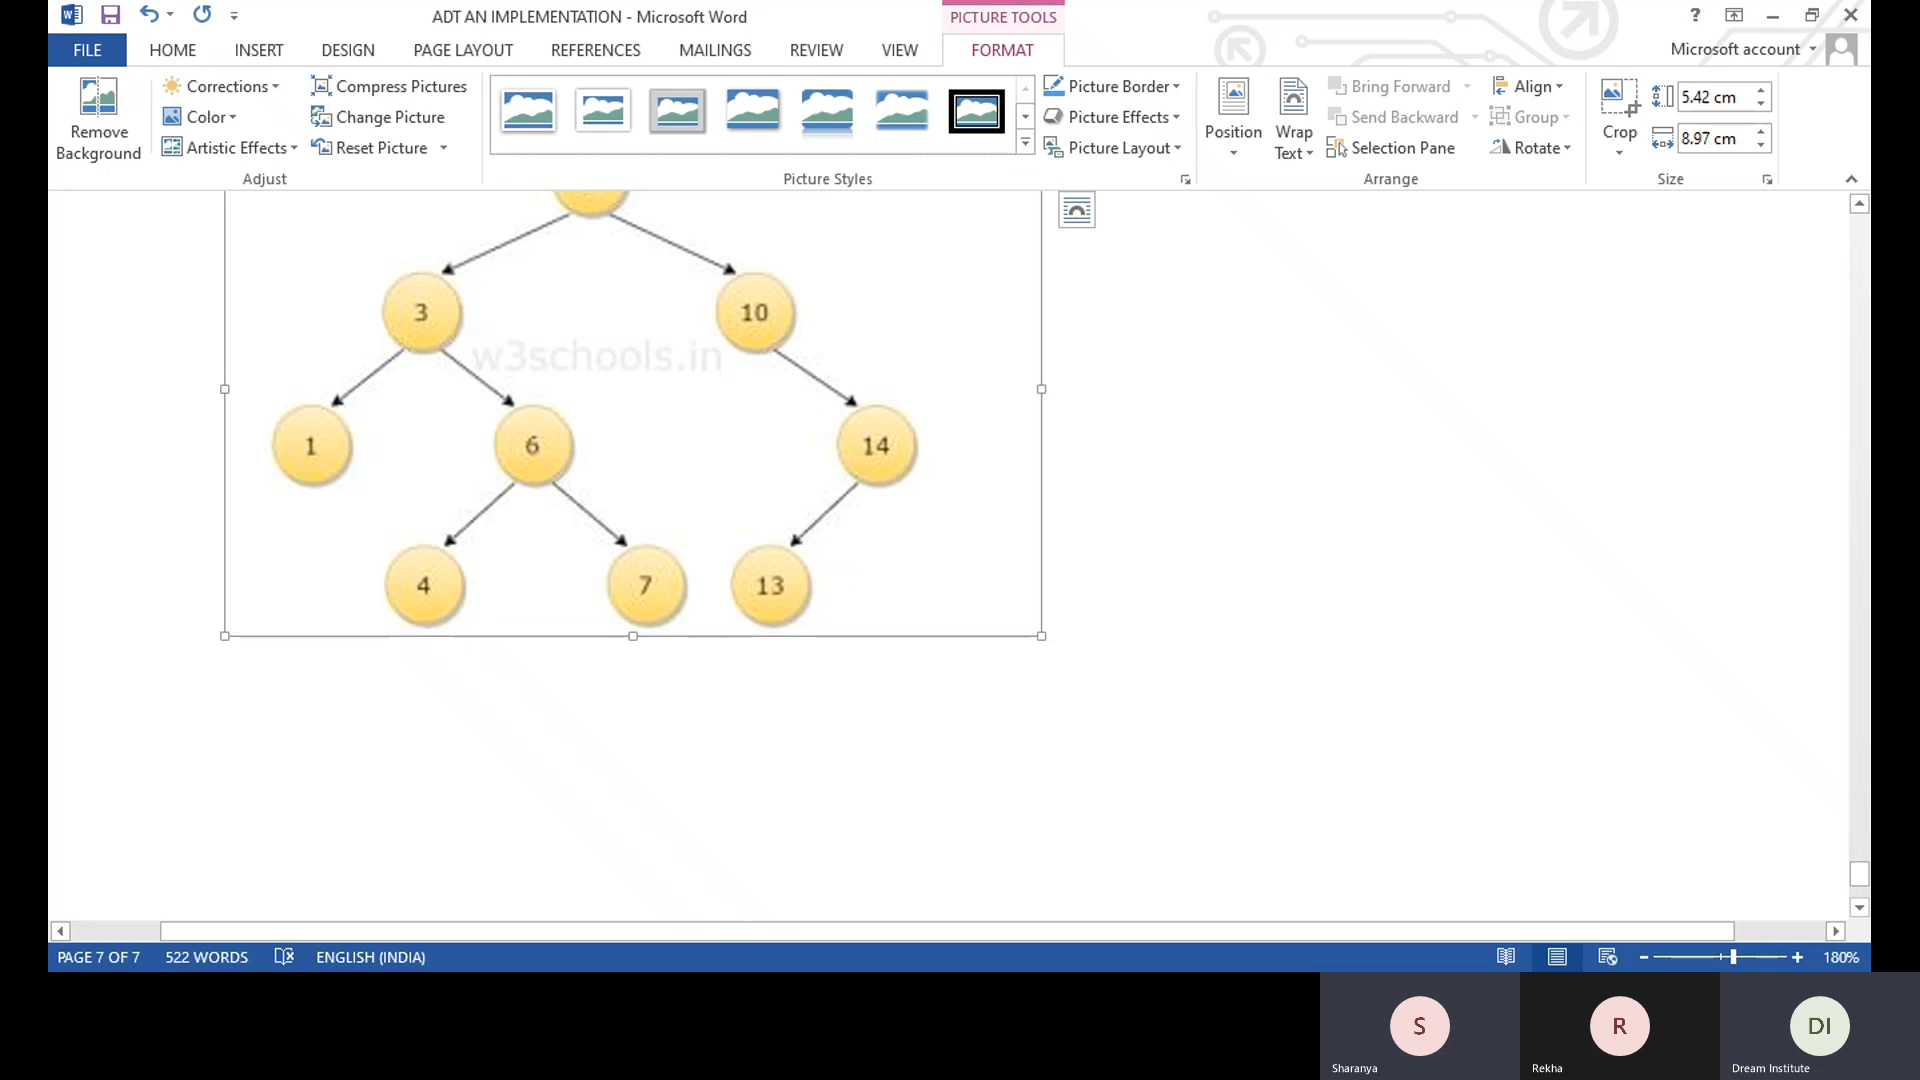 ADT AN IMPLEMENTATION - Microsoft Word
PICTURE TOOLS
?
FILE
HOME
INSERT
DESIGN
PAGE LAYOUT
REFERENCES
MAILINGS
REVIEW
VIEW
FORMAT
Microsoft account
Remove
Background
Corrections
Color
Artistic Effects
Compress Pictures
Change Picture
Reset Picture
Adjust
Picture Styles
Picture Border
Picture Effects
Picture Layout
Position
Wrap
Text
Bring Forward
Send Backward
Selection Pane
Align
Group
Rotate
Arrange
Crop
5.42 cm
8.97 cm
Size
3
10
w3schools.in
1
6
14
4
7
13
PAGE 7 OF 7
522 WORDS
ENGLISH (INDIA)
180%
S
R
DI
Sharanya
Rekha
Dream Institute